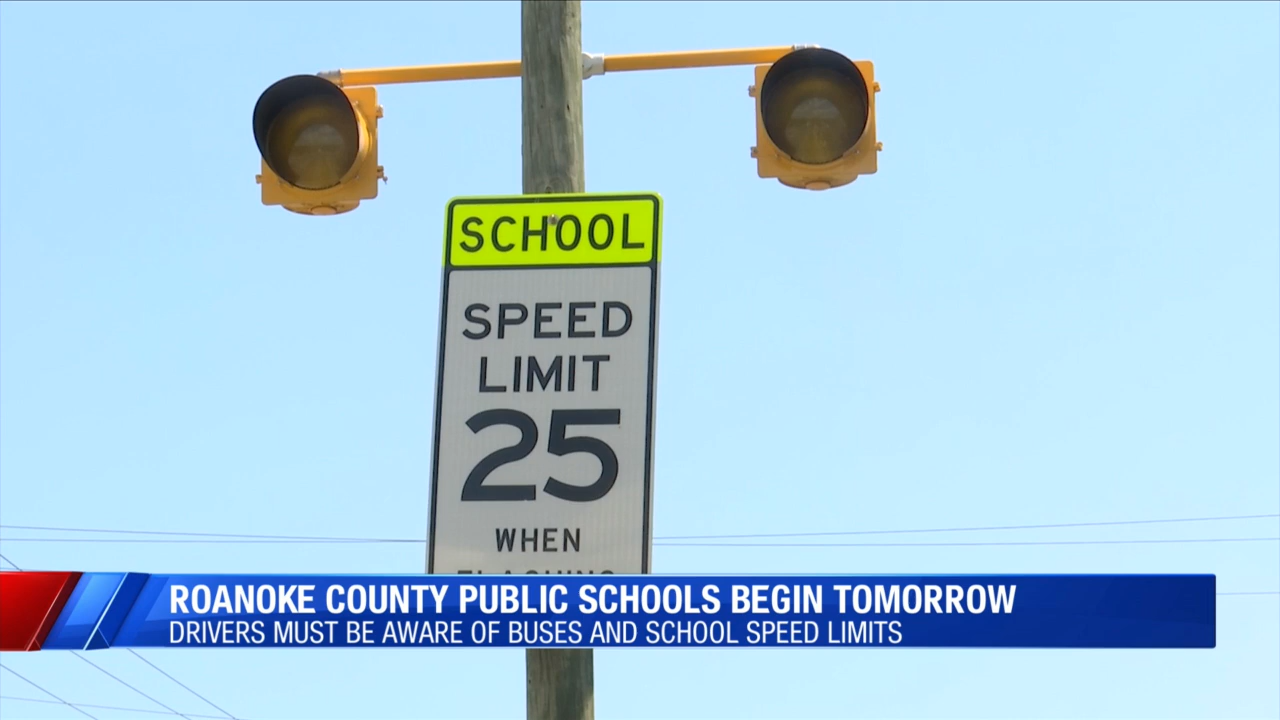 SCHOOL
SPEED
LIMIT
25
WHEN
FLASHING
ROANOKE COUNTY PUBLIC SCHOOLS BEGIN TOMORROW
DRIVERS MUST BE AWARE OF BUSES AND SCHOOL SPEED LIMITS